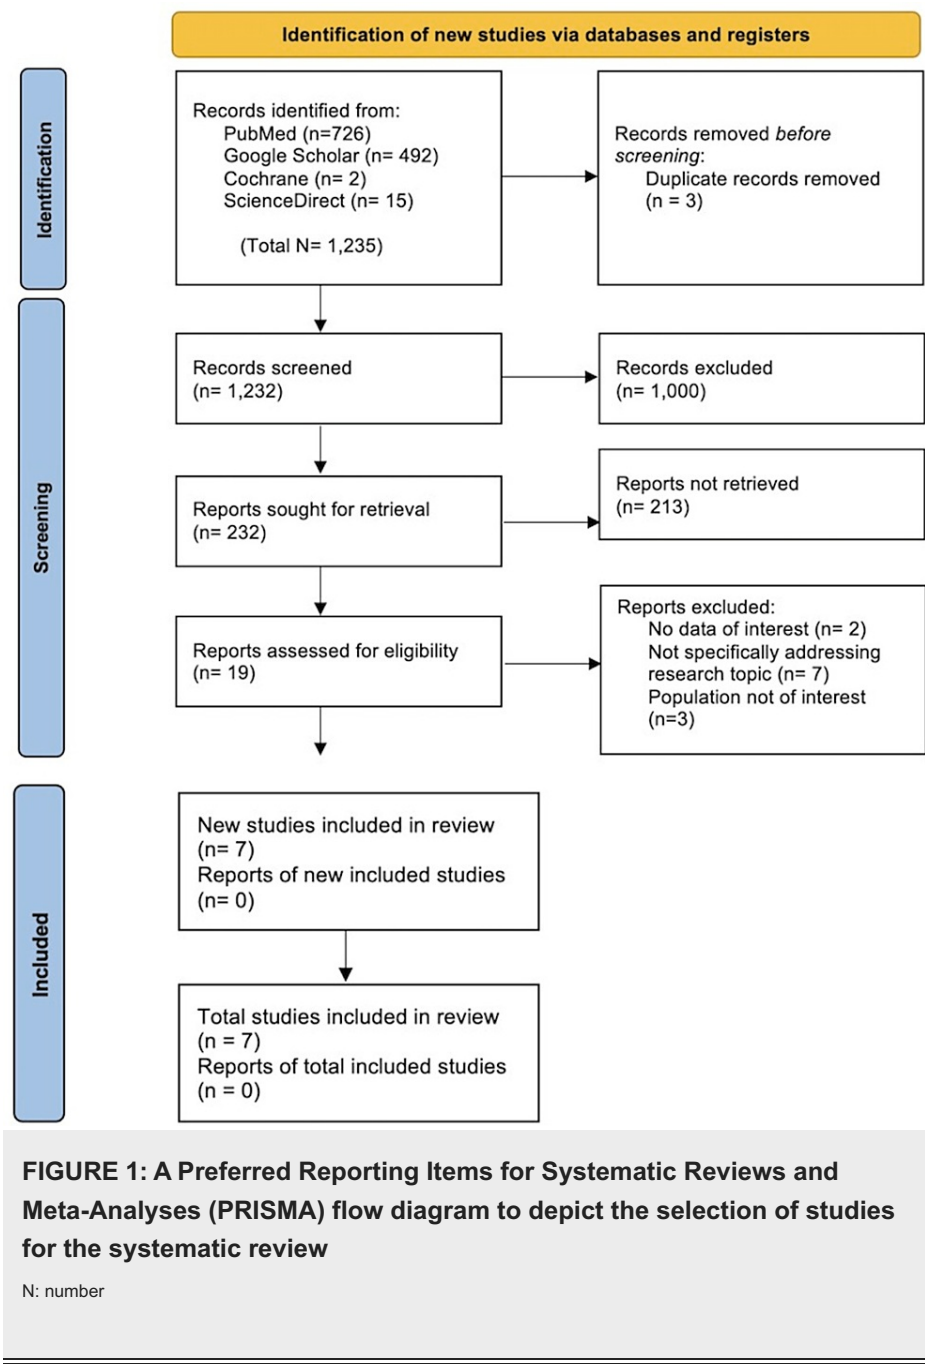 Identification of new studies via databases and registers
Identification
Records identified from:
PubMed (n=726)
Google Scholar (n= 492)
Cochrane (n= 2)
ScienceDirect (n= 15)
(Total N= 1,235)
Records removed before
screening:
Duplicate records removed
(n = 3)
Screening
Records screened
(n= 1,232)
Records excluded
(n= 1,000)
Reports sought for retrieval
(n= 232)
Reports not retrieved
(n= 213)
Reports assessed for eligibility
(n= 19)
Reports excluded:
No data of interest (n= 2)
Not specifically addressing
research topic (n= 7)
Population not of interest
(n=3)
Included
New studies included in review
(n= 7)
Reports of new included studies
(n= 0)
Total studies included in review
(n = 7)
Reports of total included studies
(n = 0)
FIGURE 1: A Preferred Reporting Items for Systematic Reviews and
Meta-Analyses (PRISMA) flow diagram to depict the selection of studies
for the systematic review
N: number